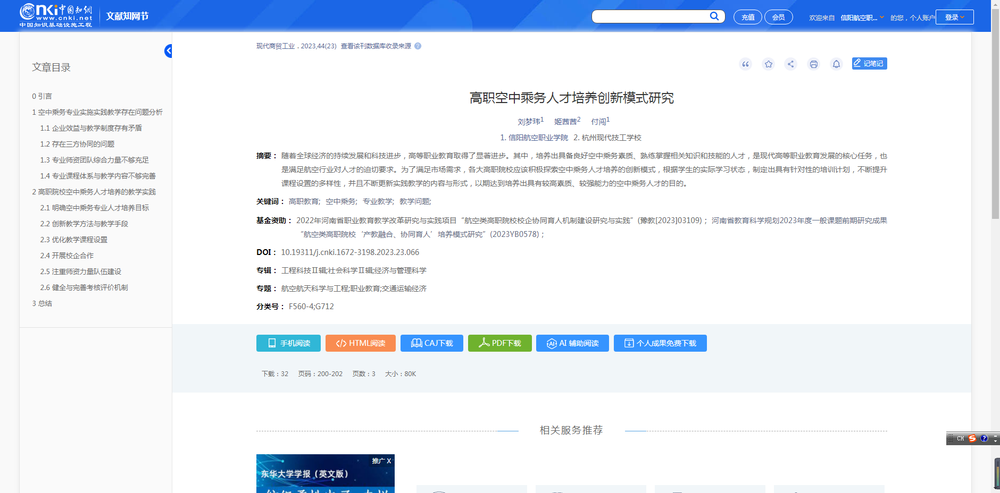 cnki中国知网
www.cnki.net
中国知识基础设施工程
文献知网节
充值
会员
欢迎来自 信阳航空职... 的您，个人账户
登录
文章目录
0 引言
1 空中乘务专业实施实践教学存在问题分析
1.1 企业效益与教学制度存有矛盾
1.2 存在三方协同的问题
1.3 专业师资团队综合力量不够充足
1.4 专业课程体系与教学内容不够完善
2 高职院校空中乘务人才培养的教学实践
2.1 明确空中乘务专业人才培养目标
2.2 创新教学方法与教学手段
2.3 优化教学课程设置
2.4 开展校企合作
2.5 注重师资力量队伍建设
2.6 健全与完善考核评价机制
3 总结
现代商贸工业 . 2023,44(23) 查看该刊数据库收录来源 ?
记笔记
高职空中乘务人才培养创新模式研究
刘梦玮1 姬茜茜2 付闯1
1. 信阳航空职业学院 2. 杭州现代技工学校
摘要：随着全球经济的持续发展和科技进步，高等职业教育取得了显著进步。其中，培养出具备良好空中乘务素质、熟练掌握相关知识和技能的人才，是现代高等职业教育发展的核心任务，也
是满足航空行业对人才的迫切要求。为了满足市场需求，各大高职院校应该积极探索空中乘务人才培养的创新模式，根据学生的实际学习状态，制定出具有针对性的培训计划，不断提升
课程设置的多样性，并且不断更新实践教学的内容与形式，以期达到培养出具有较高素质、较强能力的空中乘务人才的目的。
关键词：高职教育; 空中乘务; 专业教学; 教学问题;
基金资助：2022年河南省职业教育教学改革研究与实践项目“航空类高职院校校企协同育人机制建设研究与实践”(豫教[2023]03109)；河南省教育科学规划2023年度一般课题前期研究成果
“航空类高职院校‘产教融合、协同育人’培养模式研究”(2023YB0578)；
DOI：10.19311/j.cnki.1672-3198.2023.23.066
专辑：工程科技Ⅱ辑;社会科学Ⅱ辑;经济与管理科学
专题：航空航天科学与工程;职业教育;交通运输经济
分类号：F560-4;G712
手机阅读
HTML阅读
CAJ下载
PDF下载
AI 辅助阅读
个人成果免费下载
下载：32 页码：200-202 页数：3 大小：80K
相关服务推荐
推广 X
东华大学学报（英文版）
CH